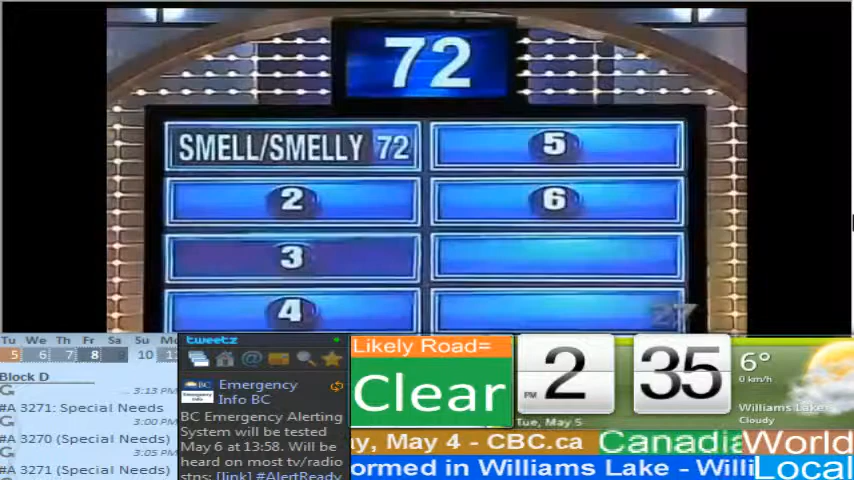 72
SMELL/SMELLY 72
5
2
6
3
4
27
Tu We Th Fr Sa Su
5 6 7 8 9 10
Block D
3:13 PM
#A 3271: Special Needs
3:00 PM
#A 3270 (Special Needs)
3:05 PM
#A 3271 (Special Needs)
tweetz
Emergency
Info BC
BC Emergency Alerting
System will be tested
May 6 at 13:58. Will be
heard on most tv/radio
stns: [link] #AlertReady
Likely Road=
Clear
PM 2 35
Tue, May 5
6°
0 km/h
Williams Lake
Cloudy
ay, May 4 - CBC.ca Canadia World
ormed in Williams Lake - Willi Local